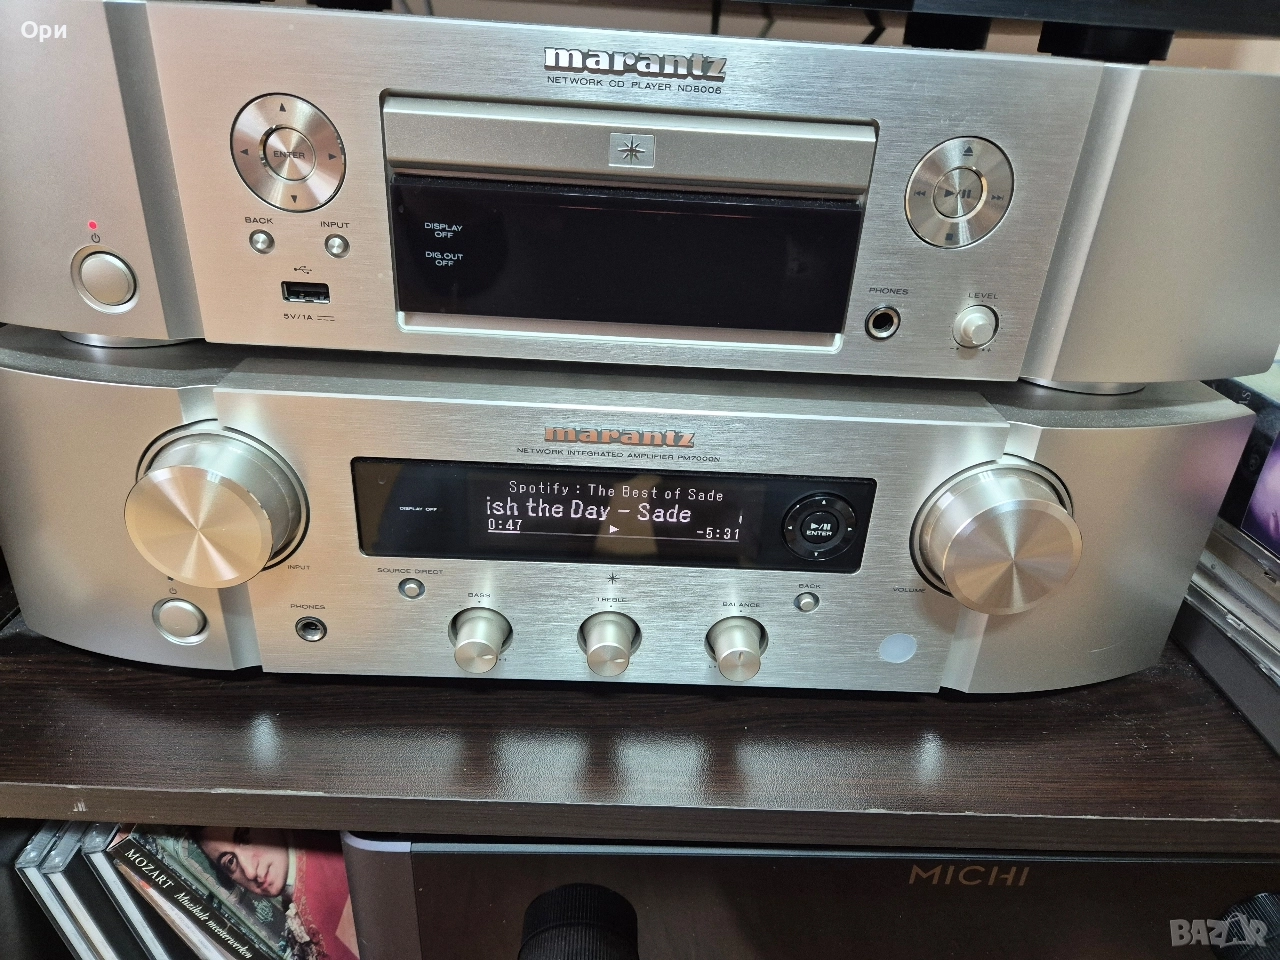 Ори
marantz
NETWORK CD PLAYER ND8006
ENTER
BACK
INPUT
5V/1A
DISPLAY
OFF
DIG.OUT
OFF
PHONES
LEVEL
- +
marantz
NETWORK INTEGRATED AMPLIFIER PM7000N
DISPLAY OFF
Spotify : The Best of Sade
ish the Day - Sade
0:47
-5:31
ENTER
INPUT
SOURCE DIRECT
BACK
VOLUME
PHONES
BASS
TREBLE
BALANCE
MOZART
Muzikale meesterwerken
MICHI
BAZAR